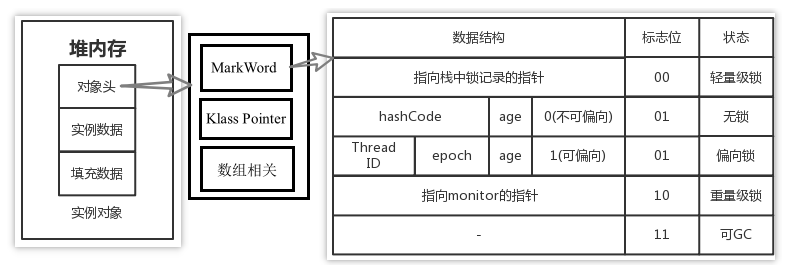 堆内存
对象头
实例数据
填充数据
实例对象
MarkWord
Klass Pointer
数组相关
数据结构 标志位 状态
指向栈中锁记录的指针 00 轻量级锁
hashCode age 0(不可偏向) 01 无锁
Thread
ID epoch age 1(可偏向) 01 偏向锁
指向monitor的指针 10 重量级锁
- 11 可GC